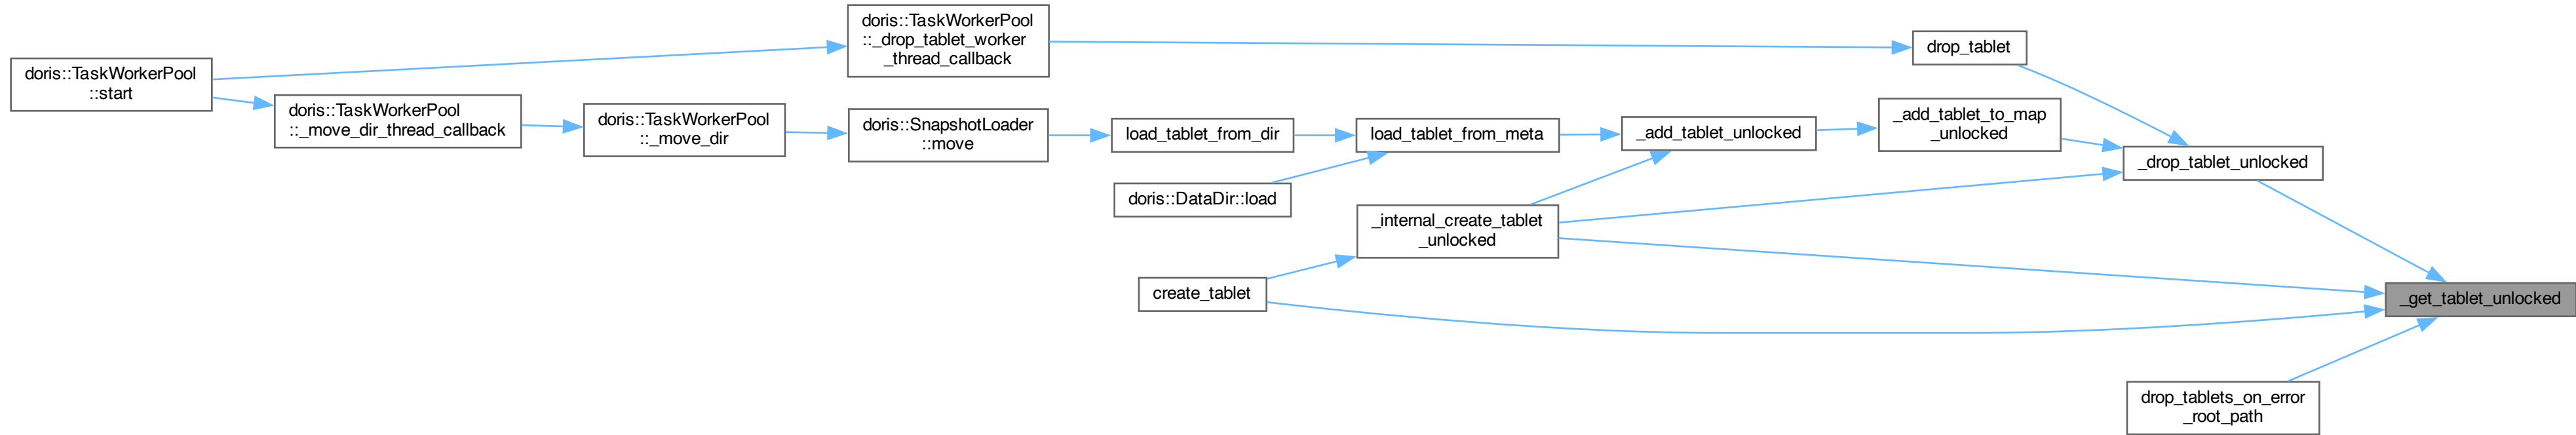 doris::TaskWorkerPool
::start
doris::TaskWorkerPool
::_move_dir_thread_callback
doris::TaskWorkerPool
::_move_dir
doris::TaskWorkerPool
::_drop_tablet_worker
_thread_callback
doris::SnapshotLoader
::move
load_tablet_from_dir
doris::DataDir::load
create_tablet
load_tablet_from_meta
_internal_create_tablet
_unlocked
_add_tablet_unlocked
drop_tablet
_add_tablet_to_map
_unlocked
_drop_tablet_unlocked
drop_tablets_on_error
_root_path
_get_tablet_unlocked